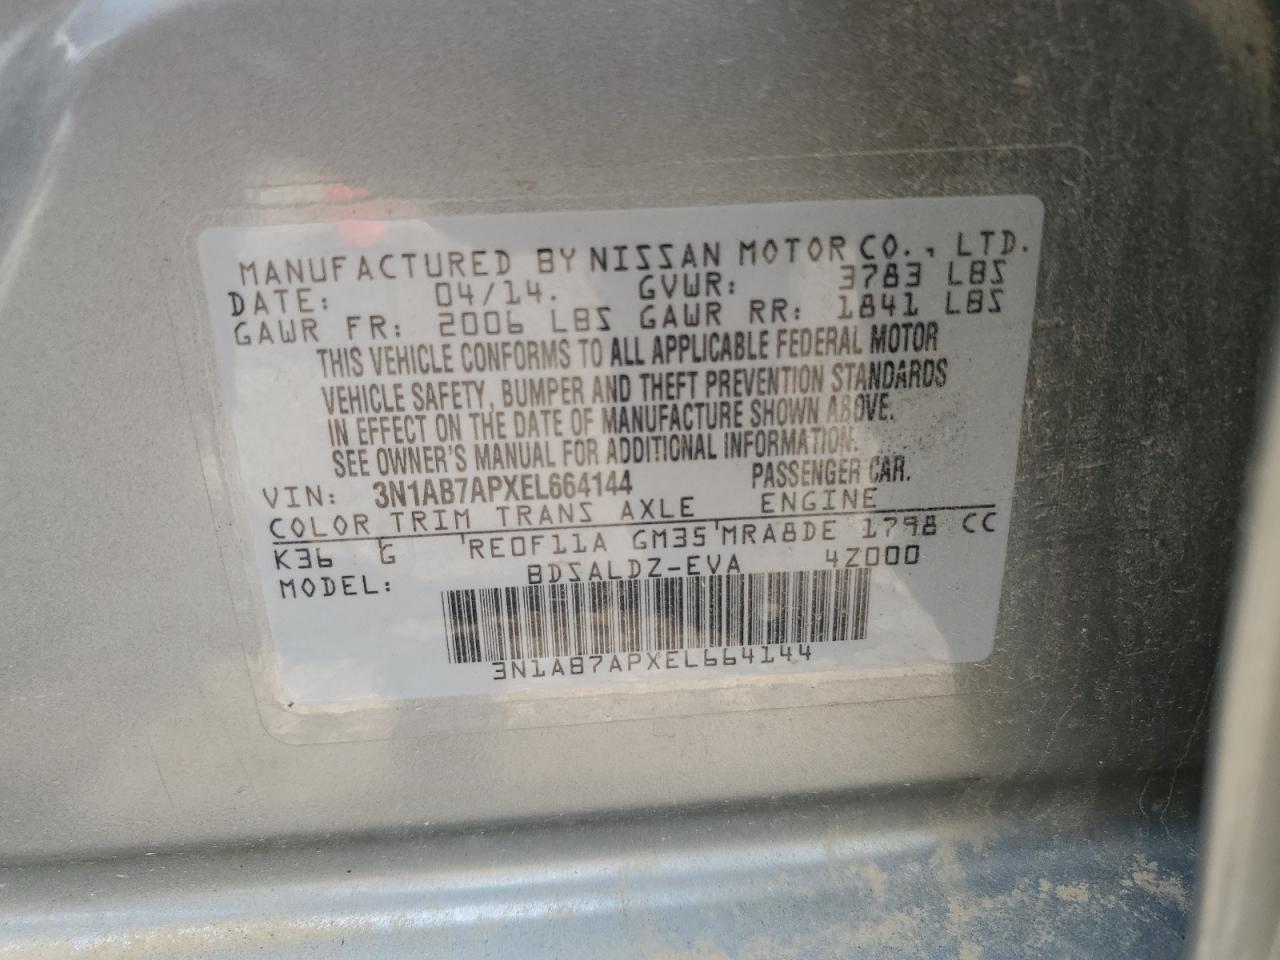 MANUFACTURED BY NISSAN MOTOR CO., LTD.
DATE: 04/14. GVWR: 3783 LBS
GAWR FR: 2006 LBS GAWR RR: 1841 LBS
THIS VEHICLE CONFORMS TO ALL APPLICABLE FEDERAL MOTOR
VEHICLE SAFETY, BUMPER AND THEFT PREVENTION STANDARDS
IN EFFECT ON THE DATE OF MANUFACTURE SHOWN ABOVE.
SEE OWNER'S MANUAL FOR ADDITIONAL INFORMATION.
VIN: 3N1AB7APXEL664144 PASSENGER CAR.
COLOR TRIM TRANS AXLE ENGINE
K36 G RE0F11A GM35 MRA8DE 1798 CC
MODEL: BDSALDZ-EVA 4Z000
3N1AB7APXEL664144